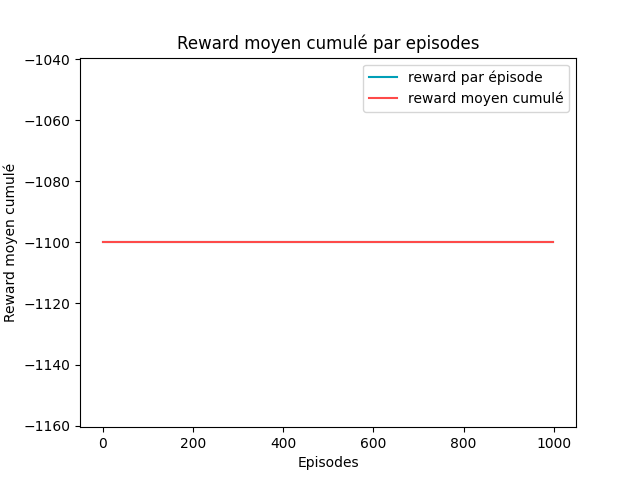 Reward moyen cumulé par episodes
reward par épisode
reward moyen cumulé
Reward moyen cumulé
−1040
−1060
−1080
−1100
−1120
−1140
−1160
0
200
400
600
800
1000
Episodes